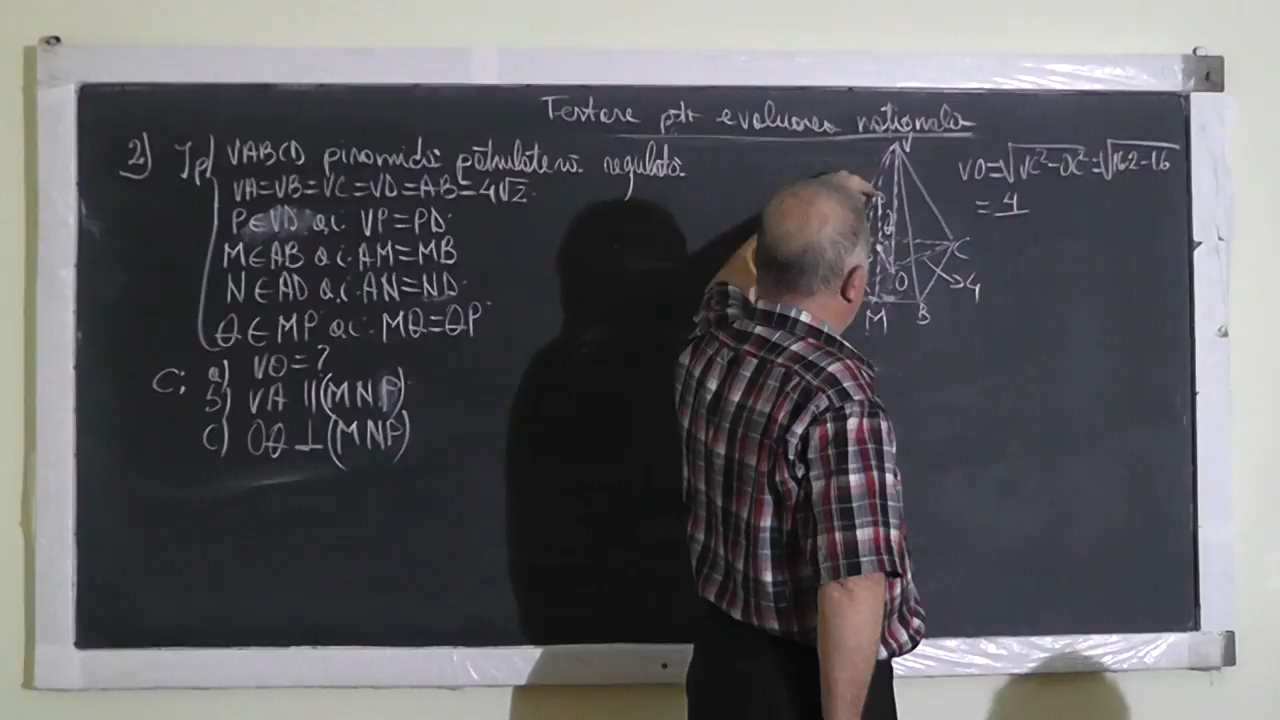 Testare ptr evaluarea nationala
2) Ip/ VABCD piramida patrulatera regulata
VA=VB=VC=VD=AB=4√2
P∈VD a.i. VP=PD
M∈AB a.i. AM=MB
N∈AD a.i. AN=ND
Q∈MP a.i. MQ=QP
C: a) VO=?
b) VA ∥(MNP)
c) OQ ⊥(MNP)
V
P
Q
C
O
4
M B
VO=√VC²-OC²=√16·2-16
=4